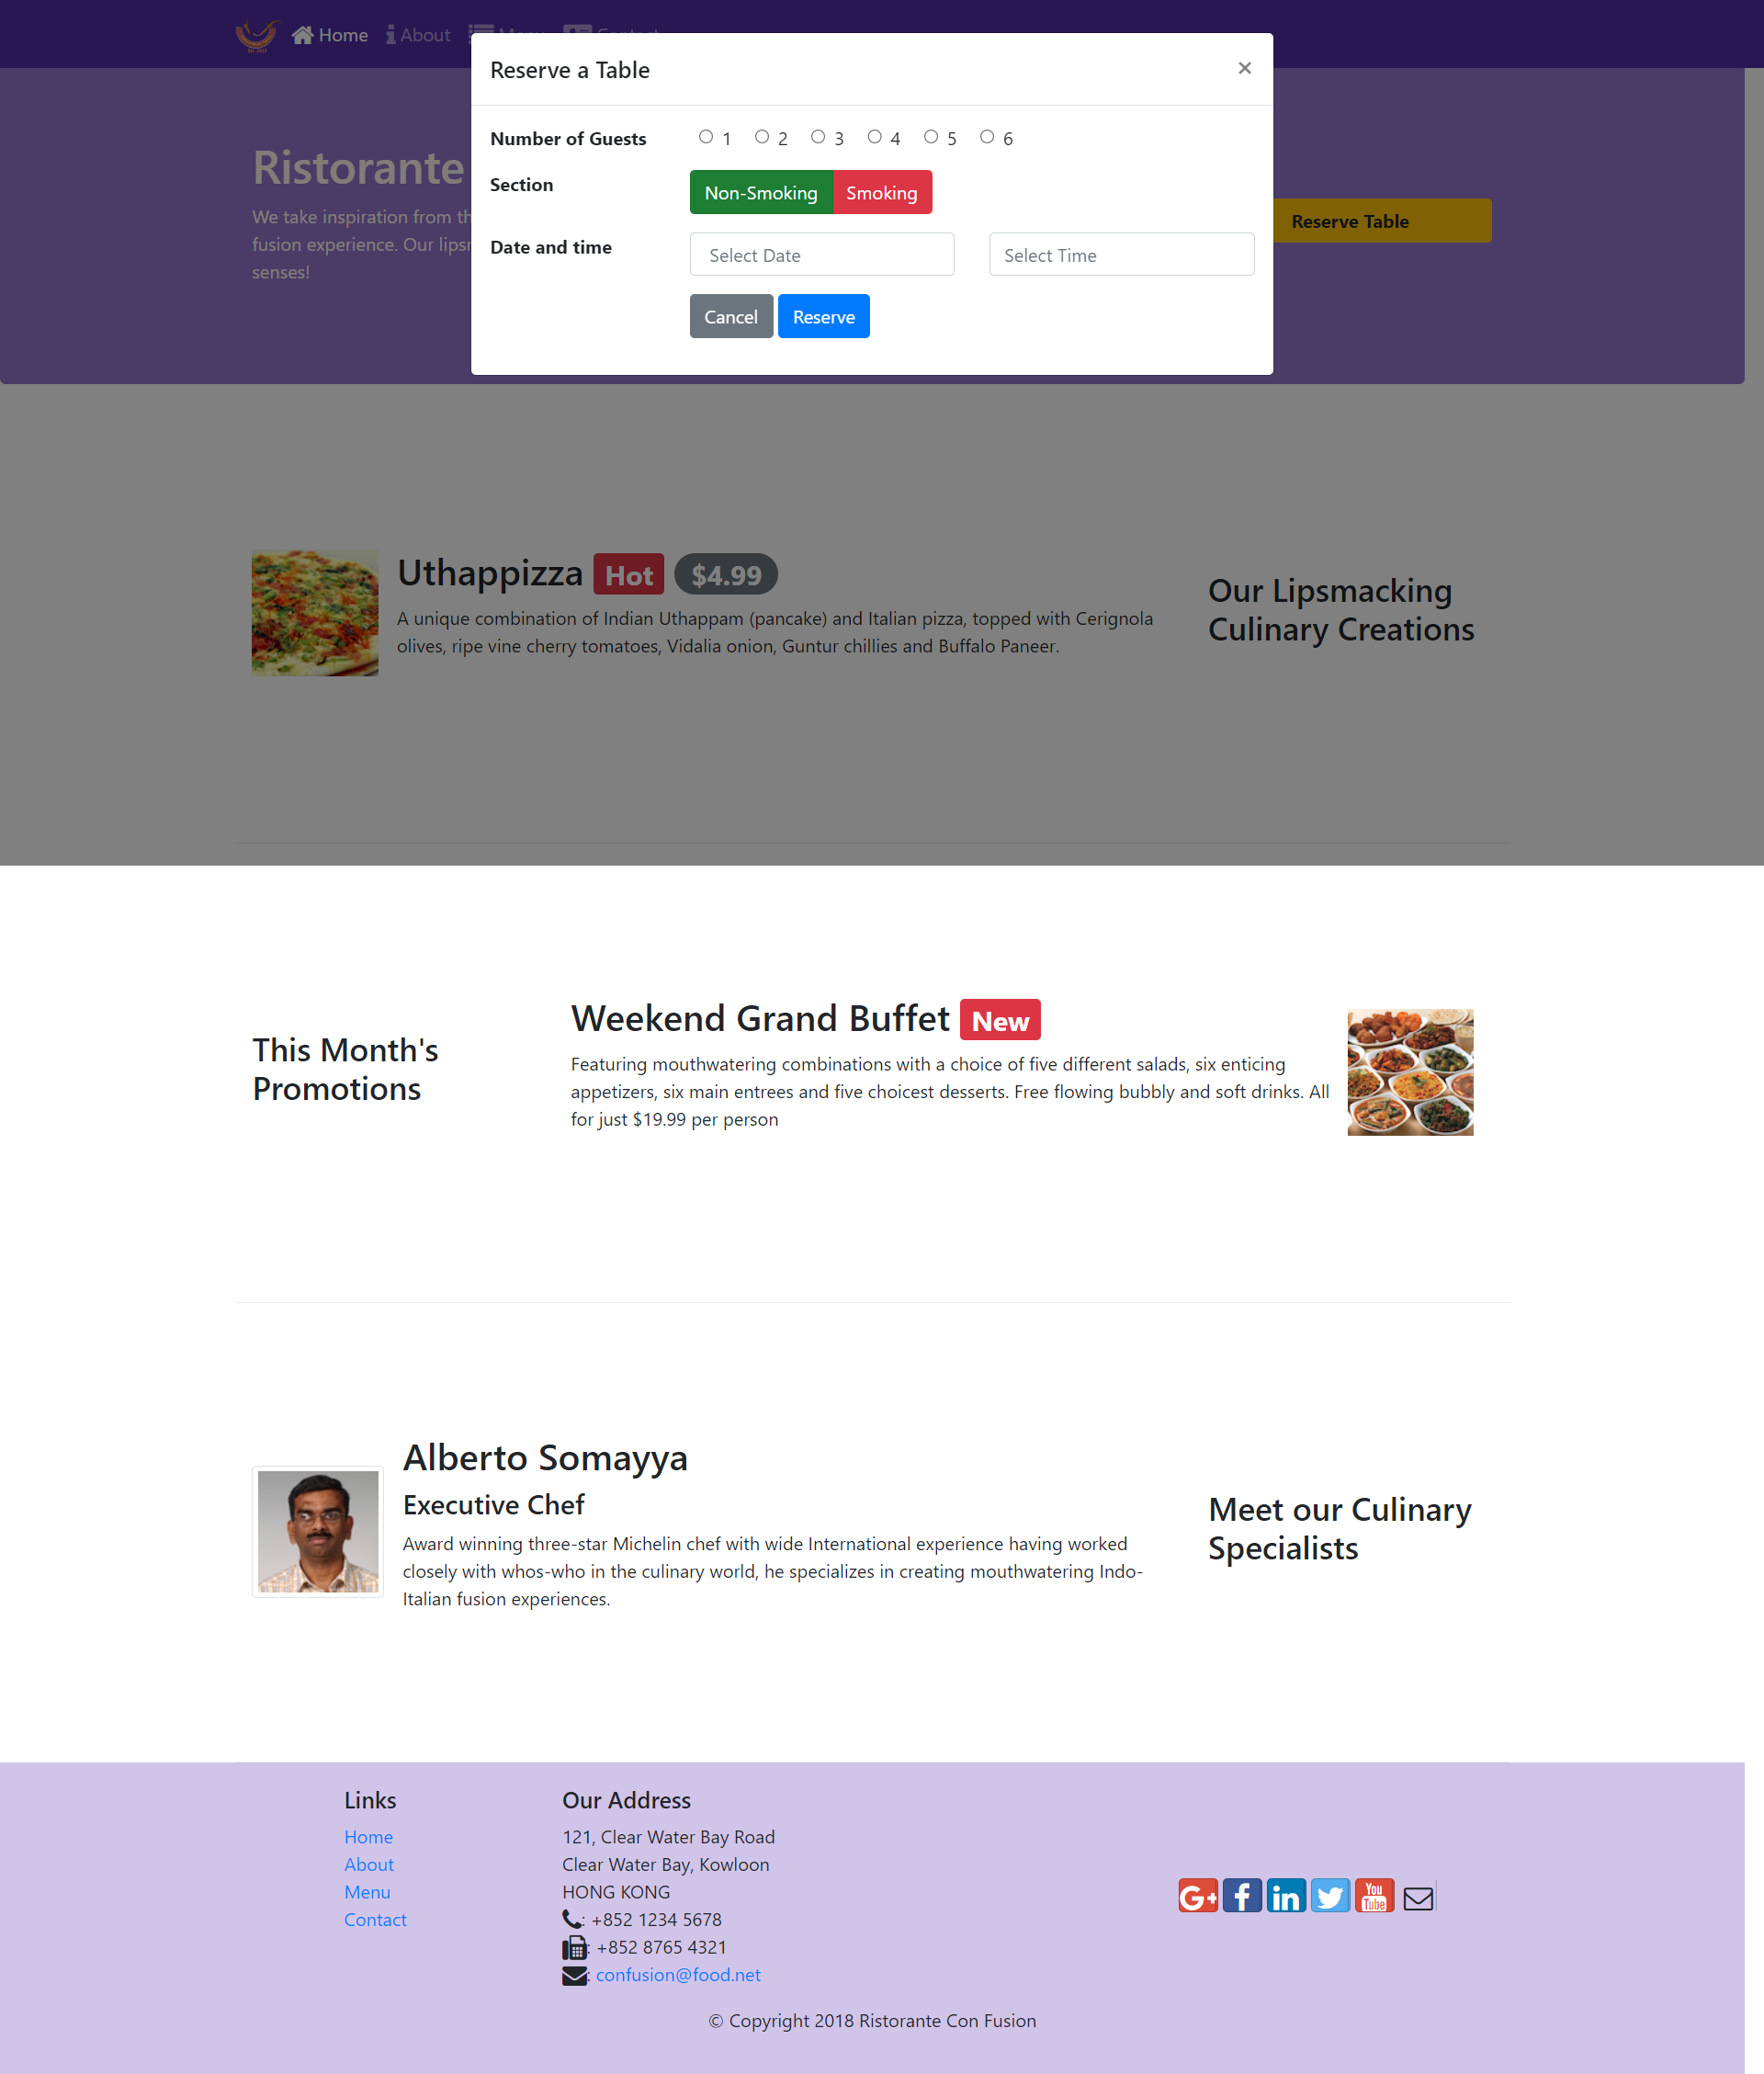 Home About
Reserve a Table ×
Number of Guests 1 2 3 4 5 6
Section Non-Smoking Smoking
Date and time Select Date Select Time
Cancel Reserve
Ristorante
We take inspiration from th
fusion experience. Our lips
senses!
Reserve Table
Uthappizza Hot $4.99
A unique combination of Indian Uthappam (pancake) and Italian pizza, topped with Cerignola
olives, ripe vine cherry tomatoes, Vidalia onion, Guntur chillies and Buffalo Paneer.
Our Lipsmacking
Culinary Creations
This Month's
Promotions
Weekend Grand Buffet New
Featuring mouthwatering combinations with a choice of five different salads, six enticing
appetizers, six main entrees and five choicest desserts. Free flowing bubbly and soft drinks. All
for just $19.99 per person
Alberto Somayya
Executive Chef
Award winning three-star Michelin chef with wide International experience having worked
closely with whos-who in the culinary world, he specializes in creating mouthwatering Indo-
Italian fusion experiences.
Meet our Culinary
Specialists
Links
Home
About
Menu
Contact
Our Address
121, Clear Water Bay Road
Clear Water Bay, Kowloon
HONG KONG
: +852 1234 5678
: +852 8765 4321
: confusion@food.net
G+ f in You Tube
© Copyright 2018 Ristorante Con Fusion